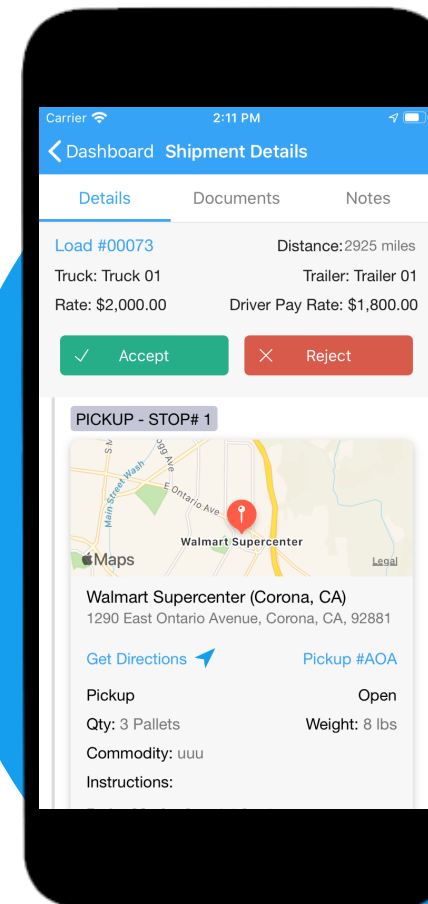 Carrier 2:11 PM
Dashboard Shipment Details
Details Documents Notes
Load #00073 Distance: 2925 miles
Truck: Truck 01 Trailer: Trailer 01
Rate: $2,000.00 Driver Pay Rate: $1,800.00
Accept Reject
PICKUP - STOP# 1
Main Street Wash
E Ontario Ave
Walmart Supercenter
Maps Legal
Walmart Supercenter (Corona, CA)
1290 East Ontario Avenue, Corona, CA, 92881
Get Directions Pickup #AOA
Pickup Open
Qty: 3 Pallets Weight: 8 lbs
Commodity: uuu
Instructions: